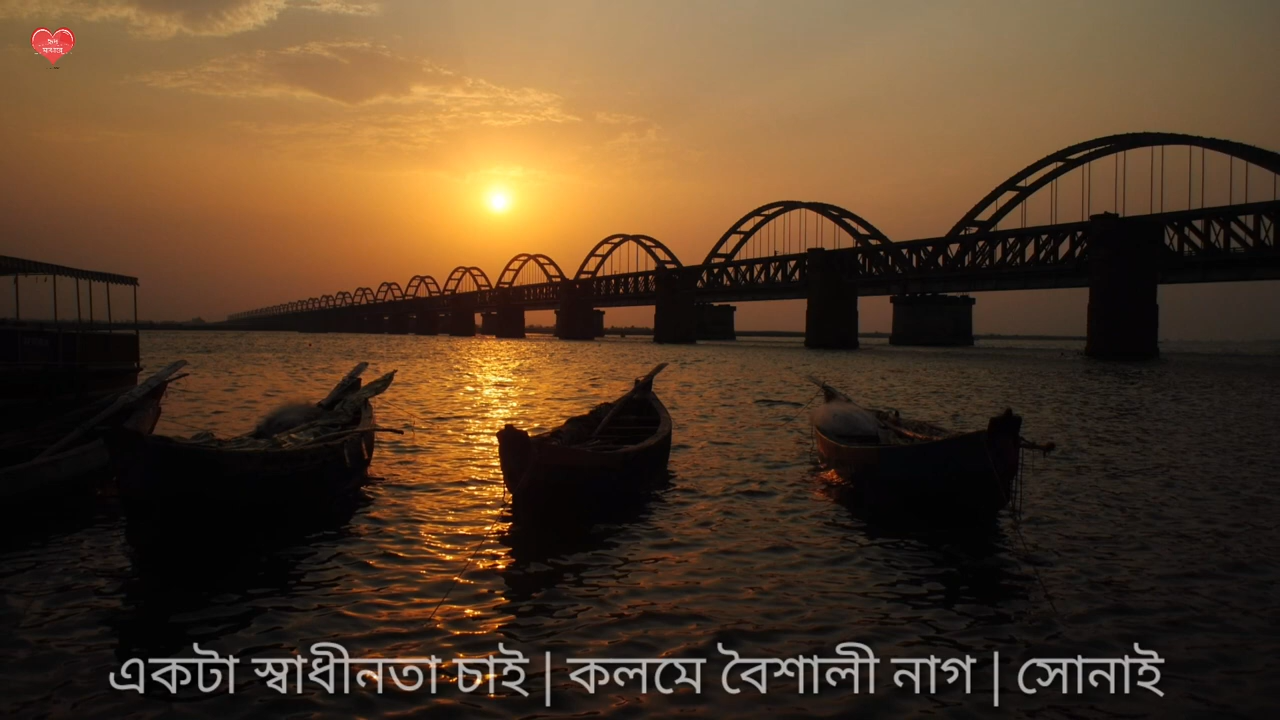 একটা স্বাধীনতা চাই | কলমে বৈশালী নাগ | সোনাই